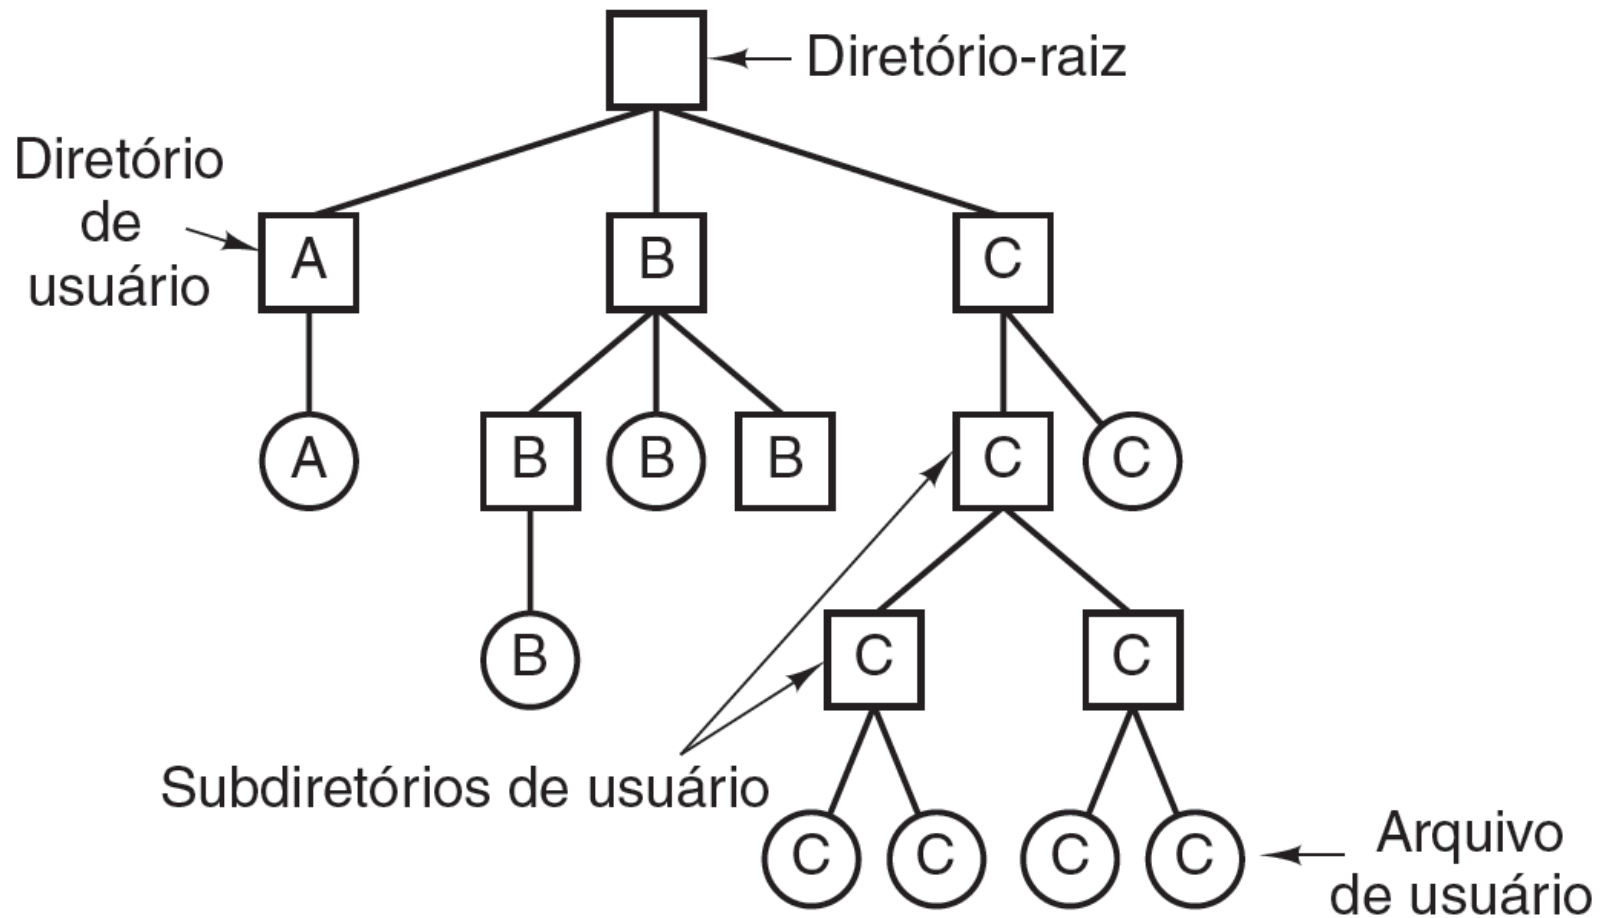 Diretório-raiz
Diretório
de
usuário
A
B
C
A
B
B
B
C
C
B
C
C
Subdiretórios de usuário
C
C
C
C
Arquivo
de usuário